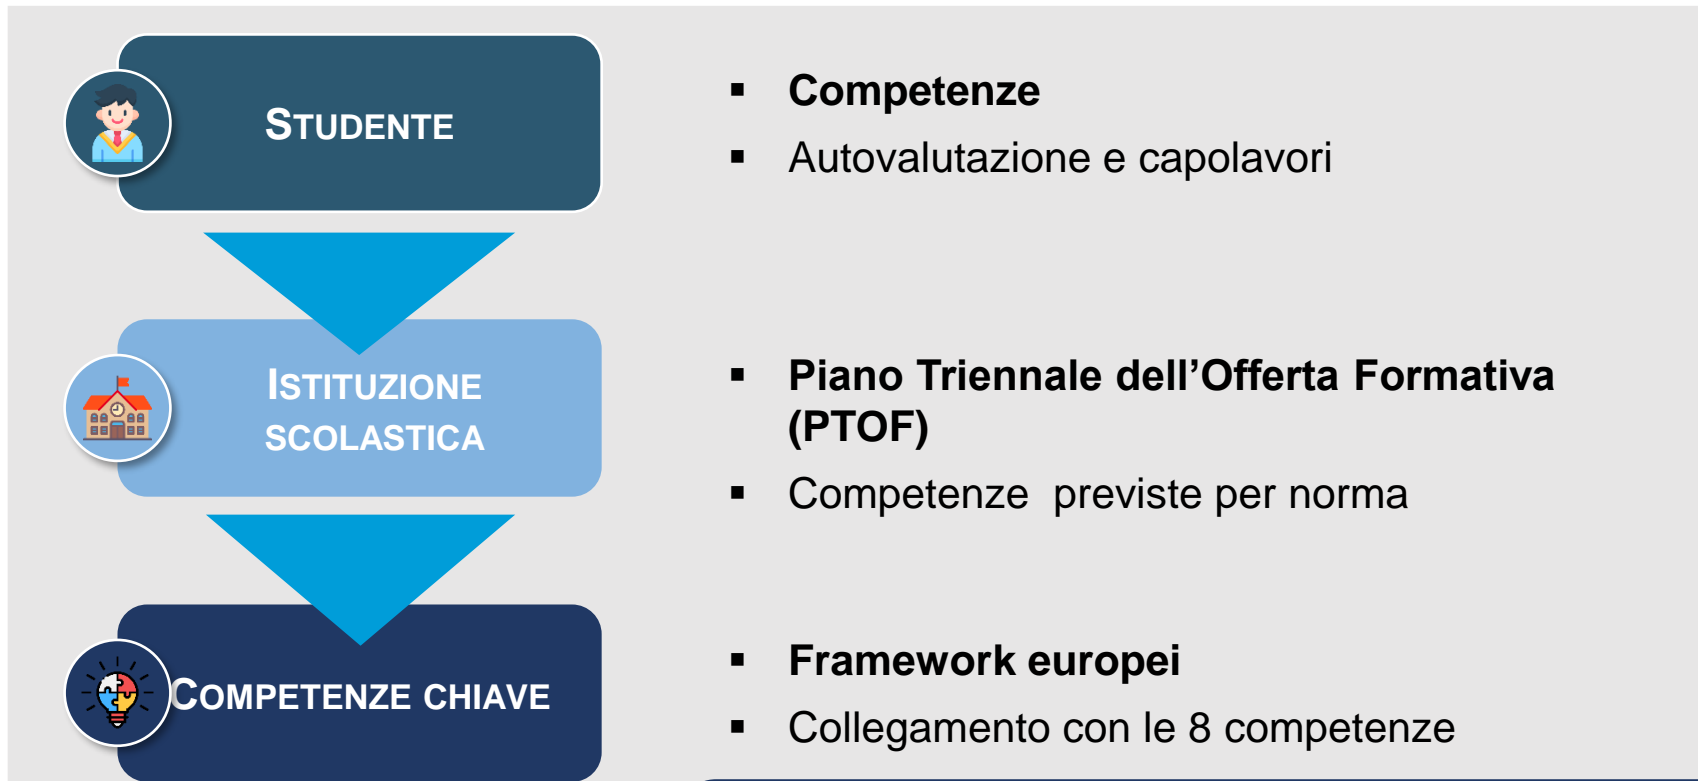 STUDENTE
▪ Competenze
▪ Autovalutazione e capolavori
ISTITUZIONE
SCOLASTICA
▪ Piano Triennale dell’Offerta Formativa
(PTOF)
▪ Competenze  previste per norma
COMPETENZE CHIAVE
▪ Framework europei
▪ Collegamento con le 8 competenze